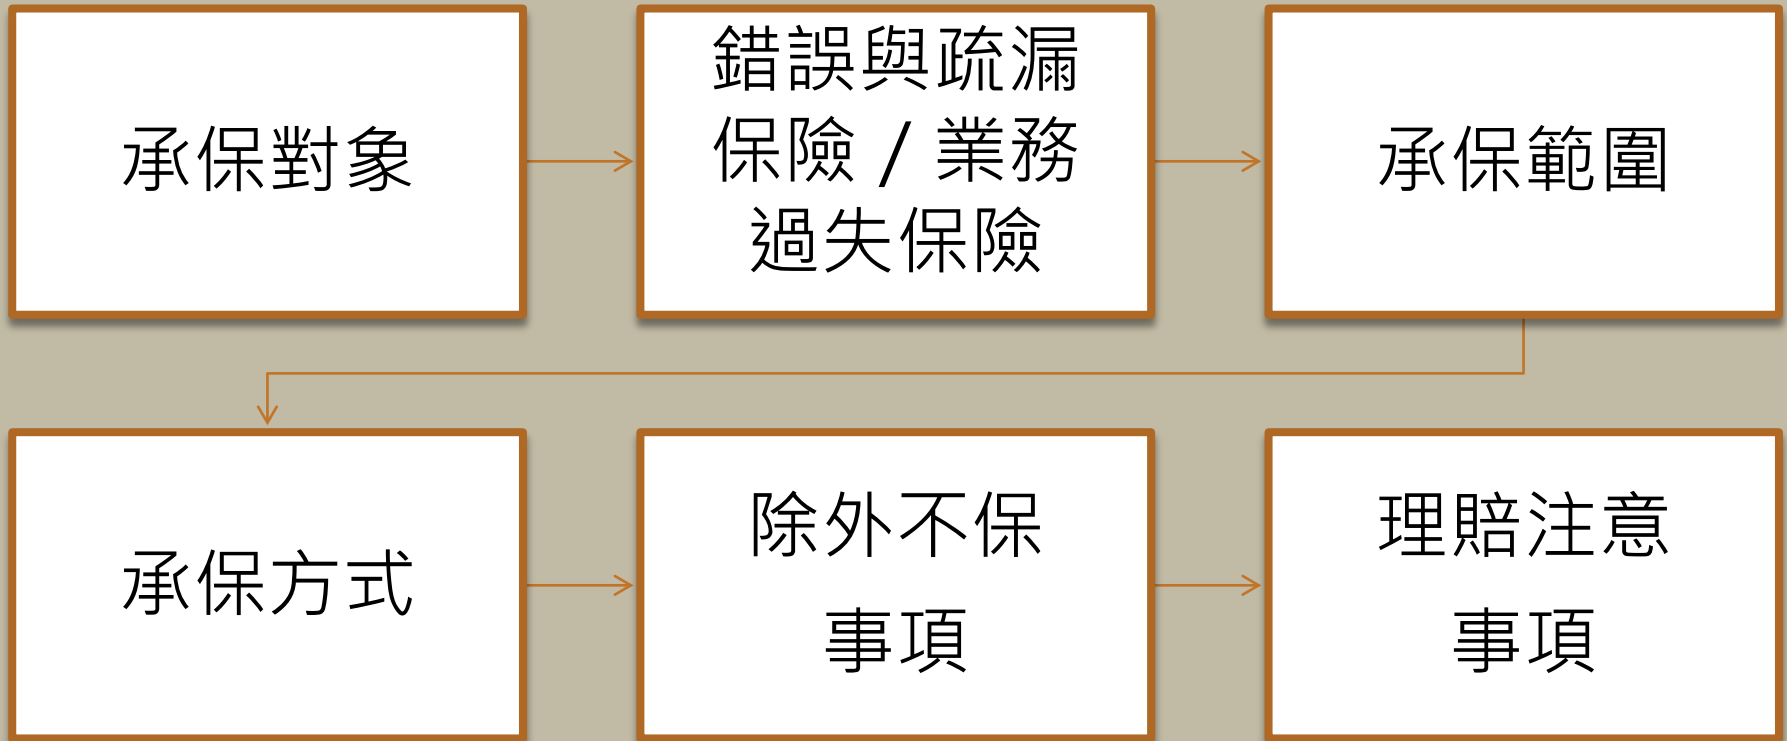 承保對象
錯誤與疏漏
保險 / 業務
過失保險
承保範圍
承保方式
除外不保
事項
理賠注意
事項